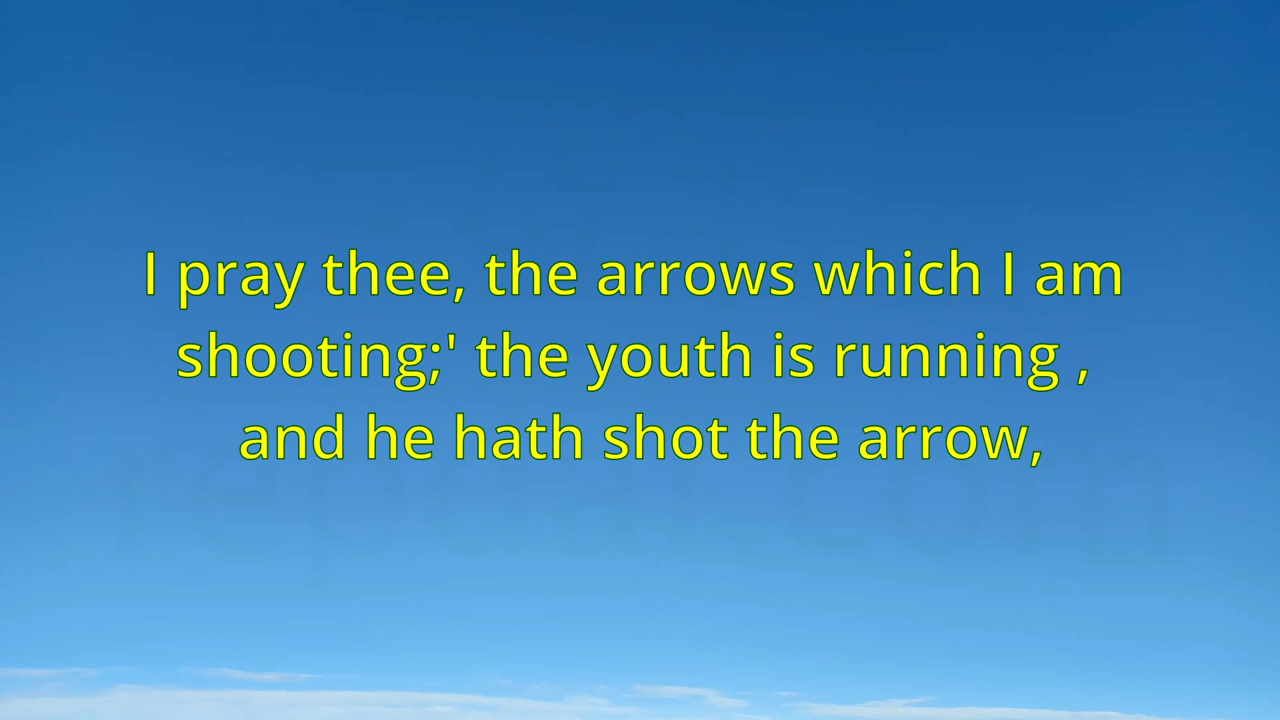 I pray thee, the arrows which I am
shooting;' the youth is running ,
and he hath shot the arrow,